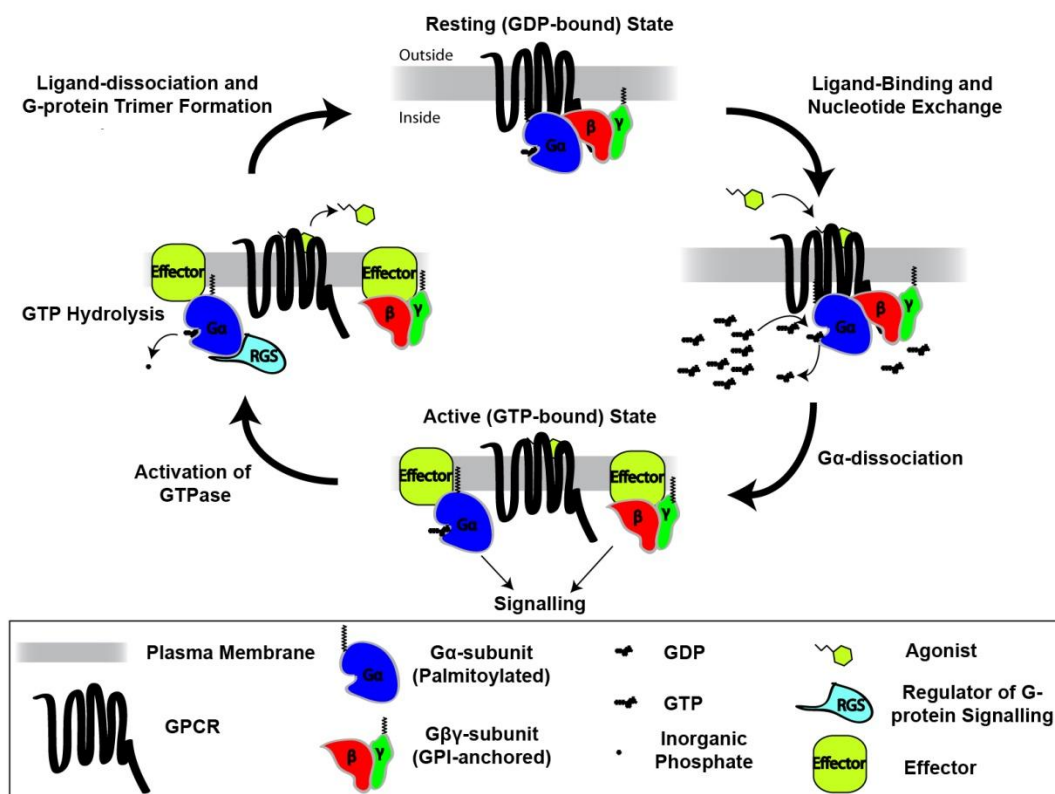 Resting (GDP-bound) State
Outside
Inside
Gα
β
γ
Ligand-dissociation and
G-protein Trimer Formation
Ligand-Binding and
Nucleotide Exchange
Effector
Gα
RGS
Effector
β
γ
GTP Hydrolysis
Gα
β
γ
Active (GTP-bound) State
Activation of
GTPase
Effector
Gα
Effector
β
γ
Gα-dissociation
Signalling
Plasma Membrane
GPCR
Gα
Gα-subunit
(Palmitoylated)
β
γ
Gβγ-subunit
(GPI-anchored)
GDP
GTP
Inorganic
Phosphate
Agonist
RGS
Regulator of G-
protein Signalling
Effector
Effector